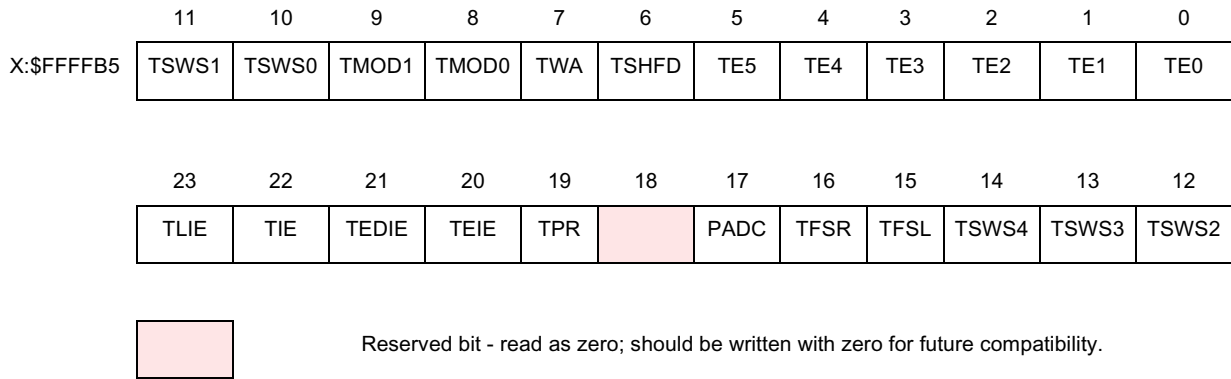 11 10 9 8 7 6 5 4 3 2 1 0
X:$FFFFB5 TSWS1 TSWS0 TMOD1 TMOD0 TWA TSHFD TE5 TE4 TE3 TE2 TE1 TE0
23 22 21 20 19 18 17 16 15 14 13 12
TLIE TIE TEDIE TEIE TPR PADC TFSR TFSL TSWS4 TSWS3 TSWS2
Reserved bit - read as zero; should be written with zero for future compatibility.